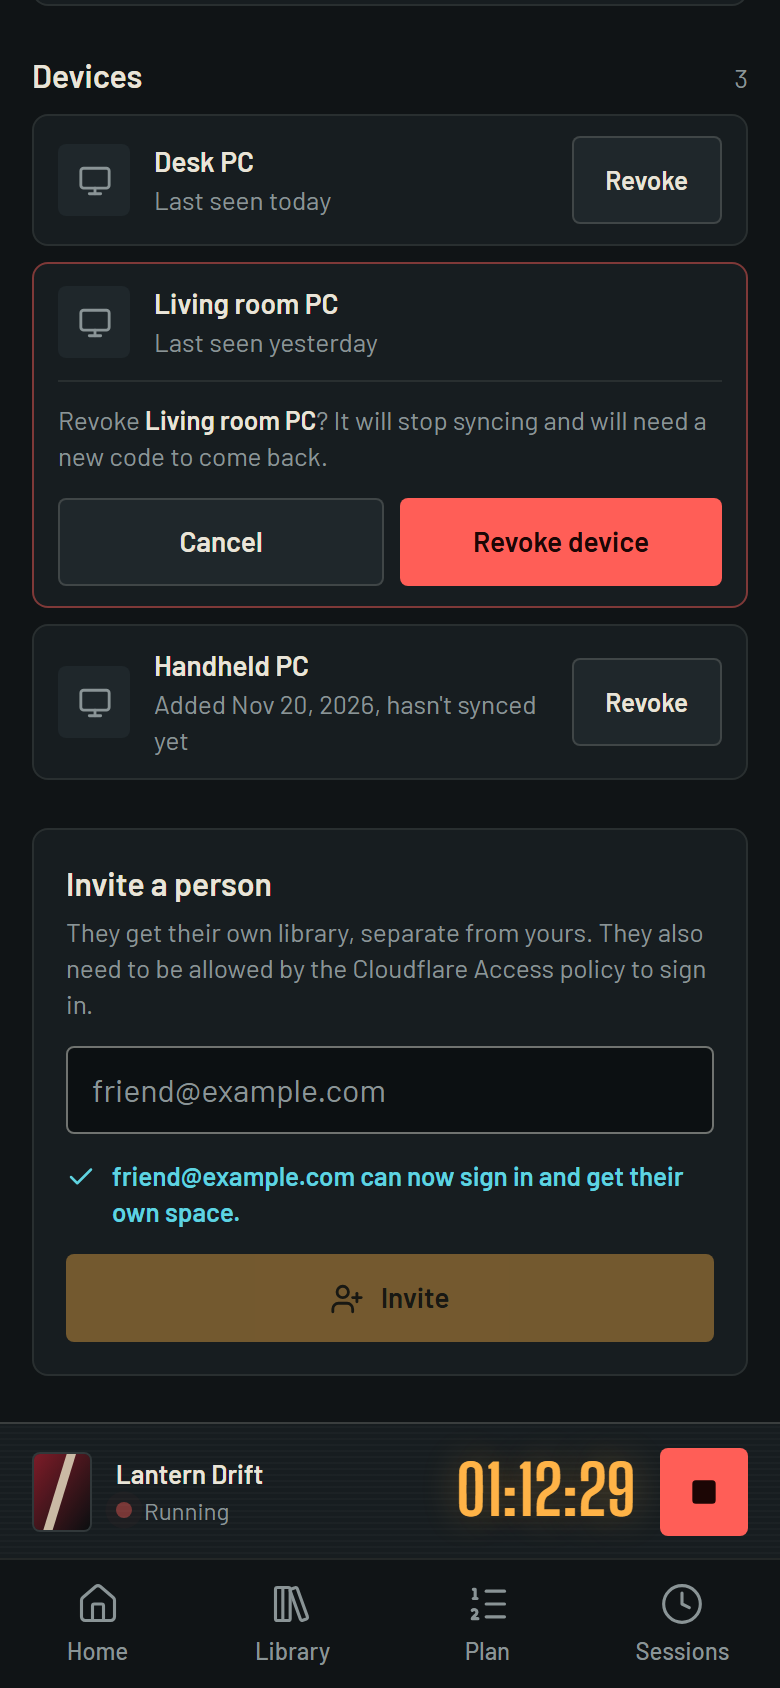 Devices
3
Desk PC
Last seen today
Revoke
Living room PC
Last seen yesterday
Revoke Living room PC? It will stop syncing and will need a
new code to come back.
Cancel
Revoke device
Handheld PC
Added Nov 20, 2026, hasn't synced
yet
Revoke
Invite a person
They get their own library, separate from yours. They also
need to be allowed by the Cloudflare Access policy to sign
in.
friend@example.com
friend@example.com can now sign in and get their
own space.
Invite
Lantern Drift
Running
01:12:29
Home
Library
Plan
Sessions